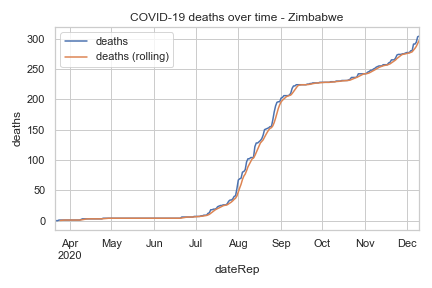 COVID-19 deaths over time - Zimbabwe
deaths
deaths (rolling)
300
250
200
150
100
50
0
deaths
Apr May Jun Jul Aug Sep Oct Nov Dec
2020
dateRep